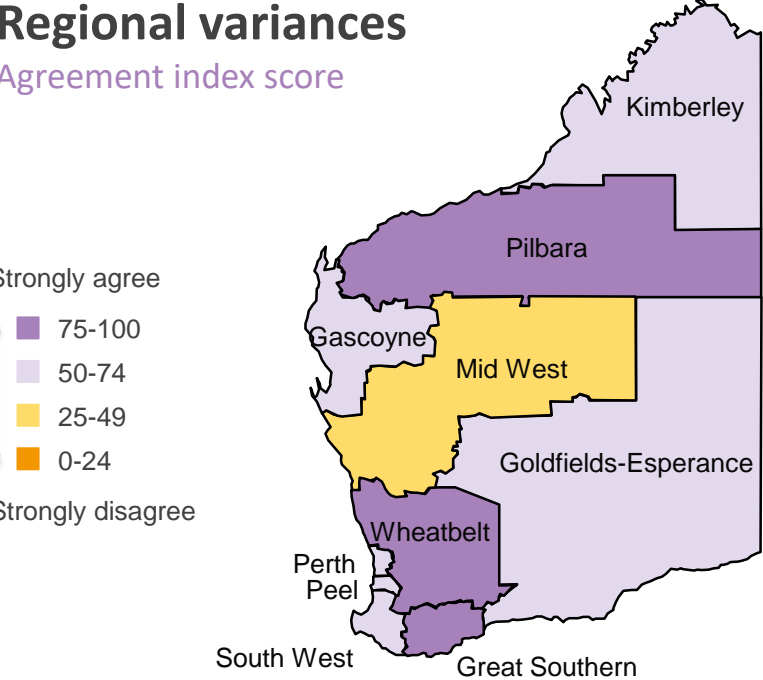 Regional variances
Agreement index score
Strongly agree
75-100
50-74
25-49
0-24
Strongly disagree
Kimberley
Pilbara
Gascoyne
Mid West
Goldfields-Esperance
Wheatbelt
Perth
Peel
South West
Great Southern